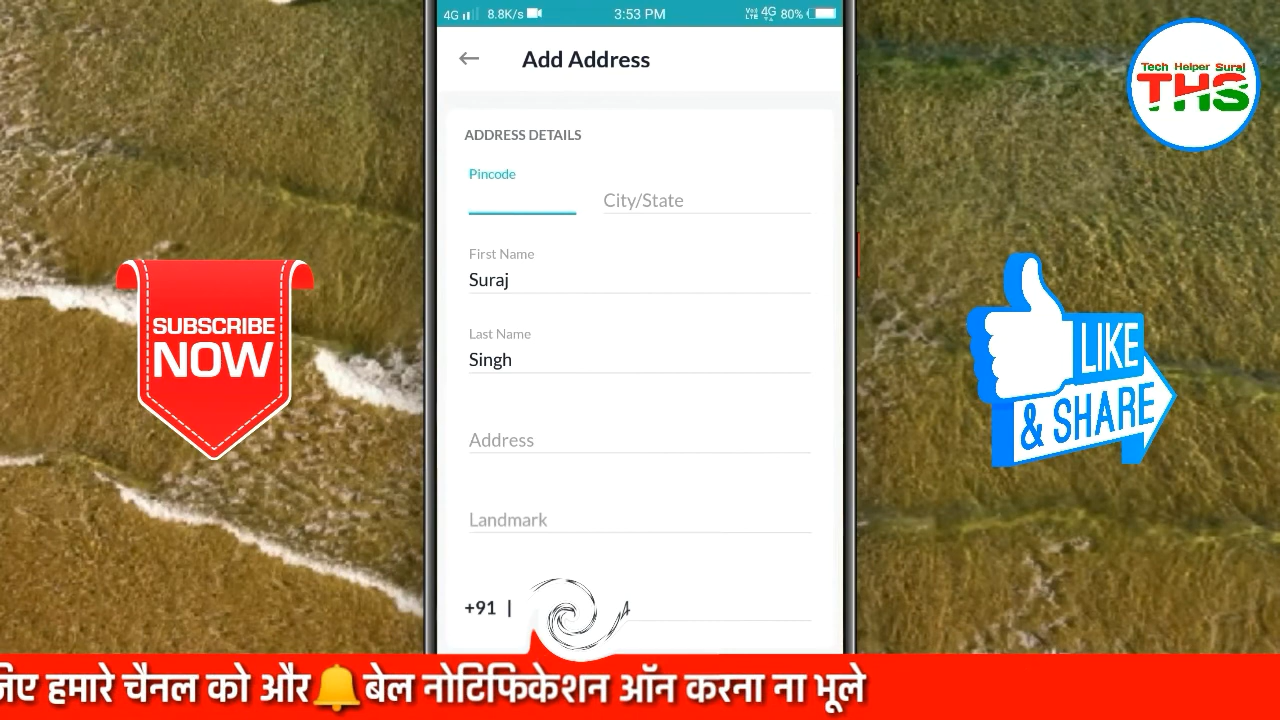 4G 8.8K/s 3:53 PM VoLTE 4G 80%
Add Address
Tech Helper Suraj
THS
ADDRESS DETAILS
Pincode
City/State
First Name
Suraj
Last Name
Singh
SUBSCRIBE
NOW
LIKE
& SHARE
Address
Landmark
+91 |
हमारे चैनल को और🔔बेल नोटिफिकेशन ऑन करना ना भूले